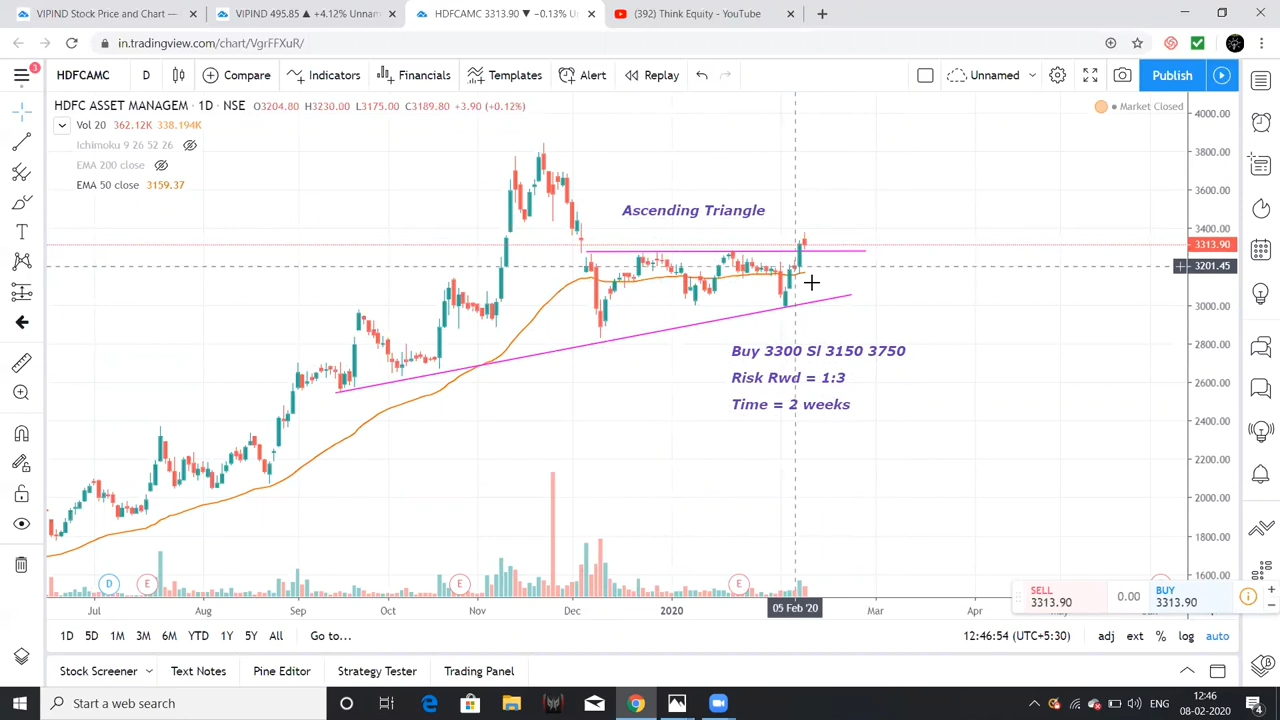 VIPIND Stock Price and Chart —
VIPIND 495.85 ▲ +4.12% Unnam
HDFCAMC 3313.90 ▼ −0.13% U
(392) Think Equity - YouTube
in.tradingview.com/chart/VgrFFXuR/
3
HDFCAMC
D
Compare
Indicators
Financials
Templates
Alert
Replay
Unnamed
Publish
HDFC ASSET MANAGEM · 1D · NSE O3204.80 H3230.00 L3175.00 C3189.80 +3.90 (+0.12%)
Market Closed
Vol 20 362.12K 338.194K
Ichimoku 9 26 52 26
EMA 200 close
EMA 50 close 3159.37
4000.00
3800.00
3600.00
3400.00
3313.90
3201.45
3000.00
2800.00
2600.00
2400.00
2200.00
2000.00
1800.00
1600.00
Ascending Triangle
Buy 3300 Sl 3150 3750
Risk Rwd = 1:3
Time = 2 weeks
D
E
E
E
SELL
3313.90
0.00
BUY
3313.90
Jul Aug Sep Oct Nov Dec 2020 05 Feb '20 Mar Apr
1D 5D 1M 3M 6M YTD 1Y 5Y All Go to...
12:46:54 (UTC+5:30) adj ext % log auto
Stock Screener Text Notes Pine Editor Strategy Tester Trading Panel
Start a web search
ENG
12:46
08-02-2020